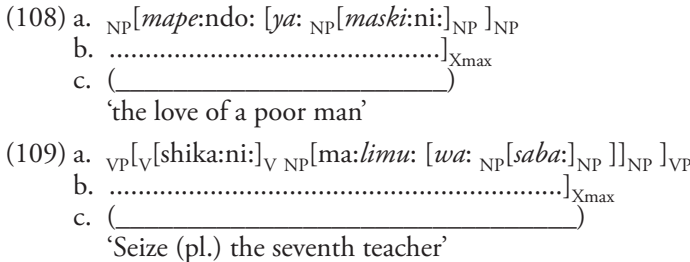 (108) a. NP[mape:ndo: [ya: NP[maski:ni:]NP ]NP
b. ..........................................]Xmax
c. (__________________________)
‘the love of a poor man’
(109) a. VP[V[shika:ni:]V NP[ma:limu: [wa: NP[saba:]NP ]]NP ]VP
b. .........................................................]Xmax
c. (___________________________________)
‘Seize (pl.) the seventh teacher’